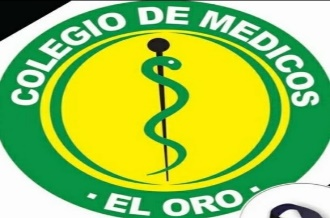 COLEGIO DE MEDICOS
· EL ORO ·